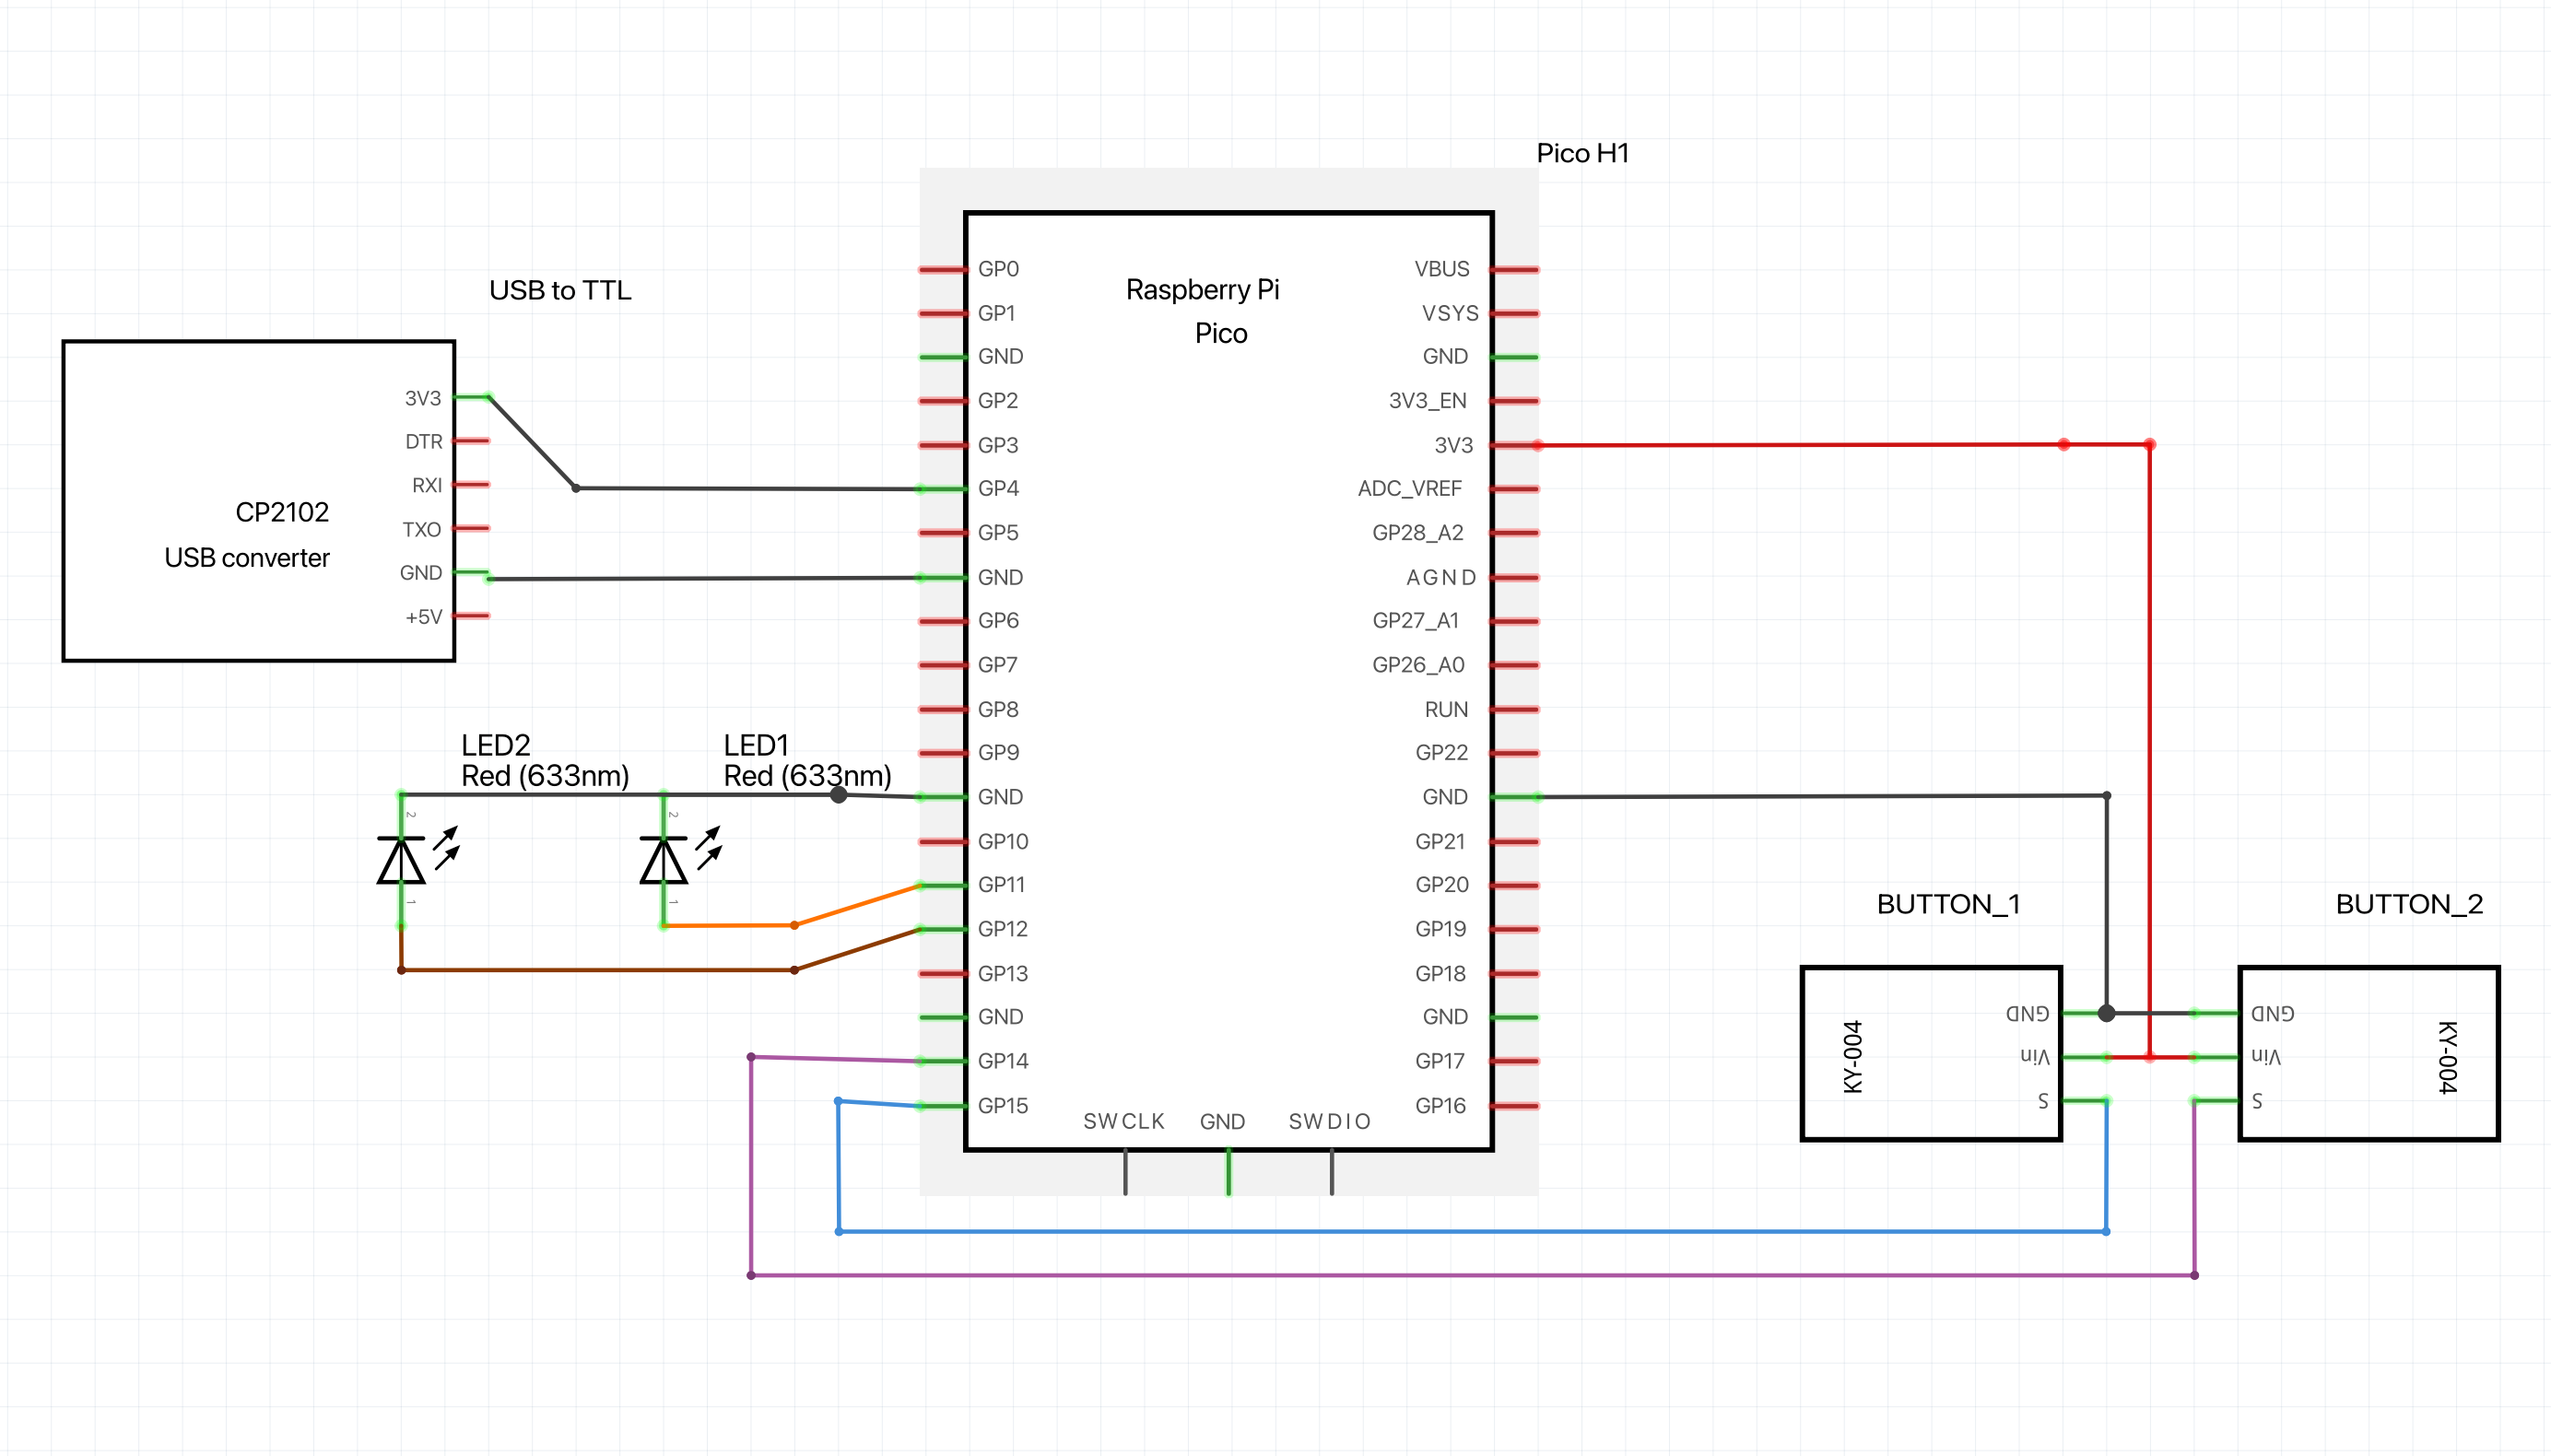 Pico H1
USB to TTL
3V3
DTR
RXI
TXO
GND
+5V
CP2102
USB converter
Raspberry Pi
Pico
GP0
GP1
GND
GP2
GP3
GP4
GP5
GND
GP6
GP7
GP8
GP9
GND
GP10
GP11
GP12
GP13
GND
GP14
GP15
VBUS
VSYS
GND
3V3_EN
3V3
ADC_VREF
GP28_A2
AGND
GP27_A1
GP26_A0
RUN
GP22
GND
GP21
GP20
GP19
GP18
GND
GP17
GP16
SWCLK
GND
SWDIO
LED2
Red (633nm)
2
1
LED1
Red (633nm)
2
1
BUTTON_1
KY-004
GND
Vin
S
BUTTON_2
GND
Vin
S
KY-004